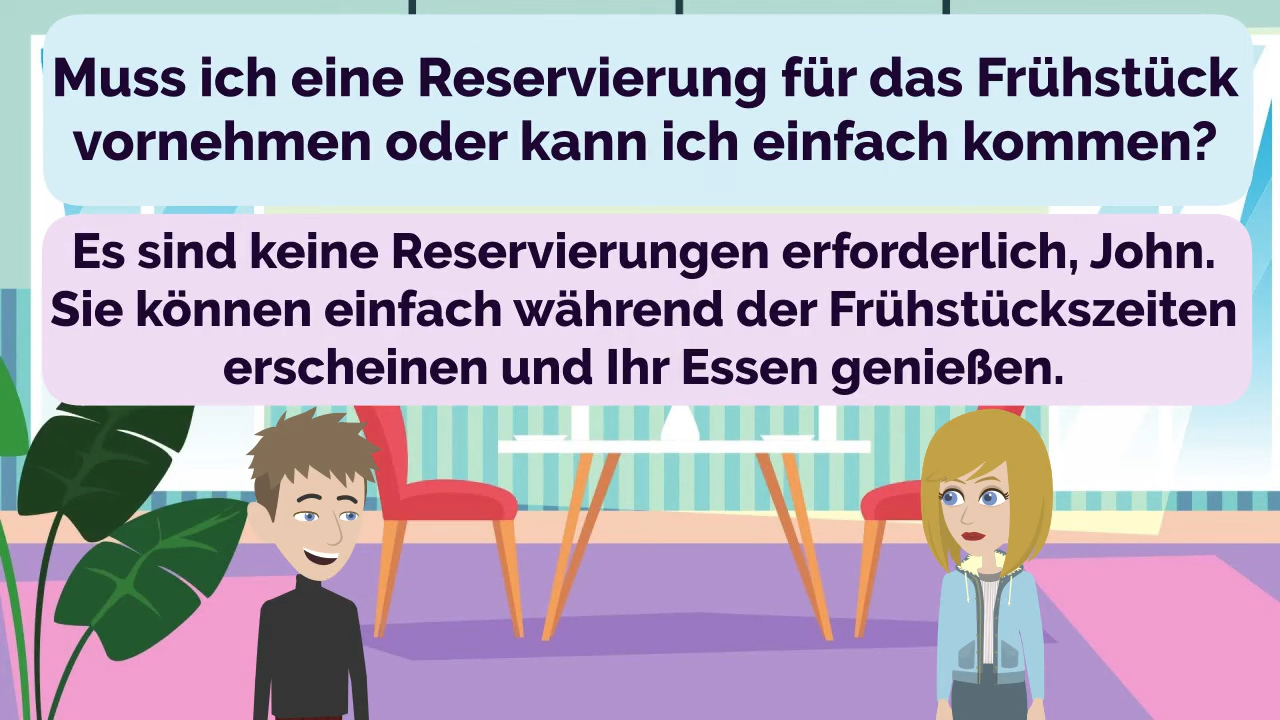 Muss ich eine Reservierung für das Frühstück
vornehmen oder kann ich einfach kommen?
Es sind keine Reservierungen erforderlich, John.
Sie können einfach während der Frühstückszeiten
erscheinen und Ihr Essen genießen.